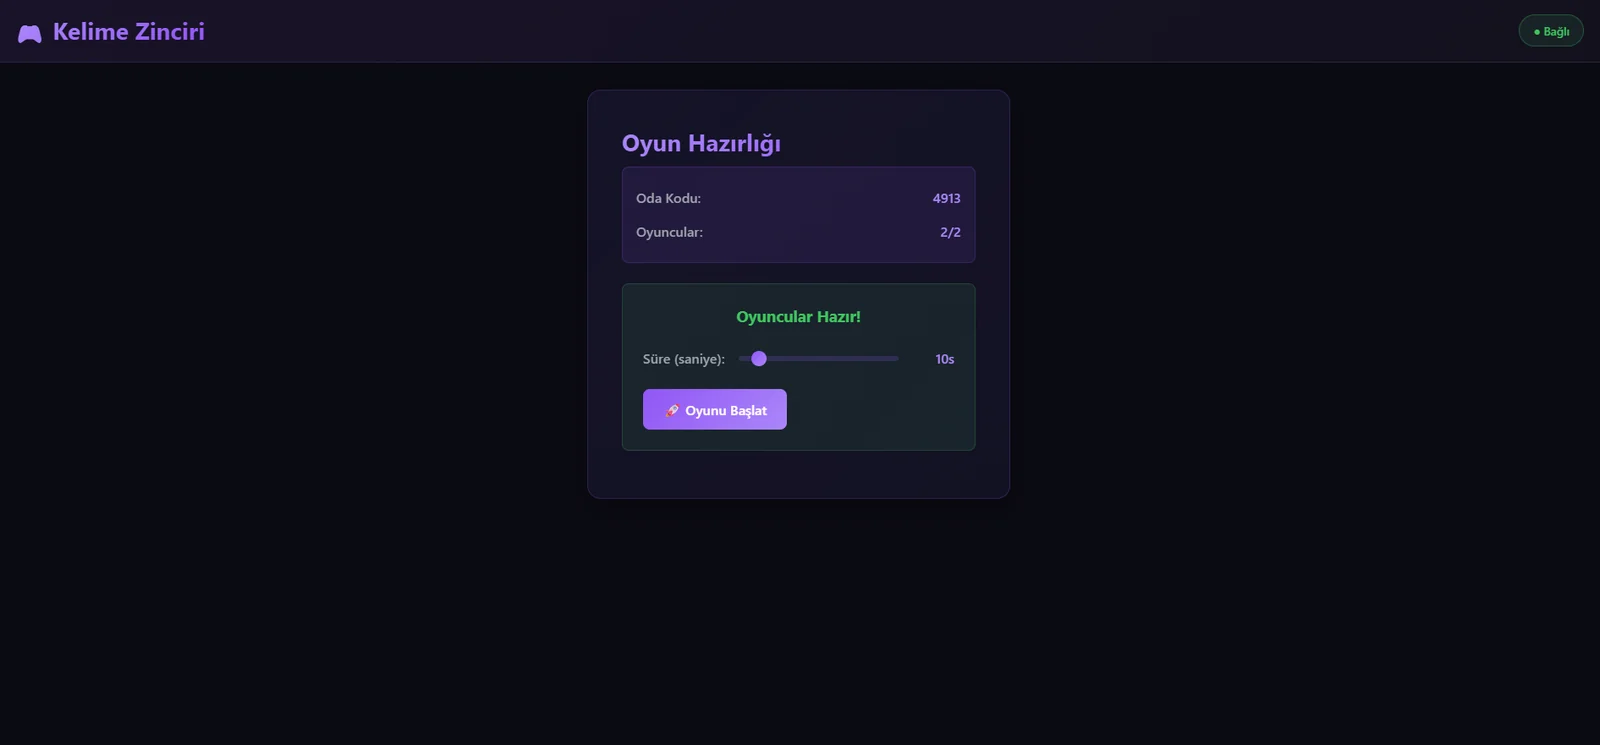 Kelime Zinciri
● Bağlı
Oyun Hazırlığı
Oda Kodu: 4913
Oyuncular: 2/2
Oyuncular Hazır!
Süre (saniye): 10s
🚀 Oyunu Başlat